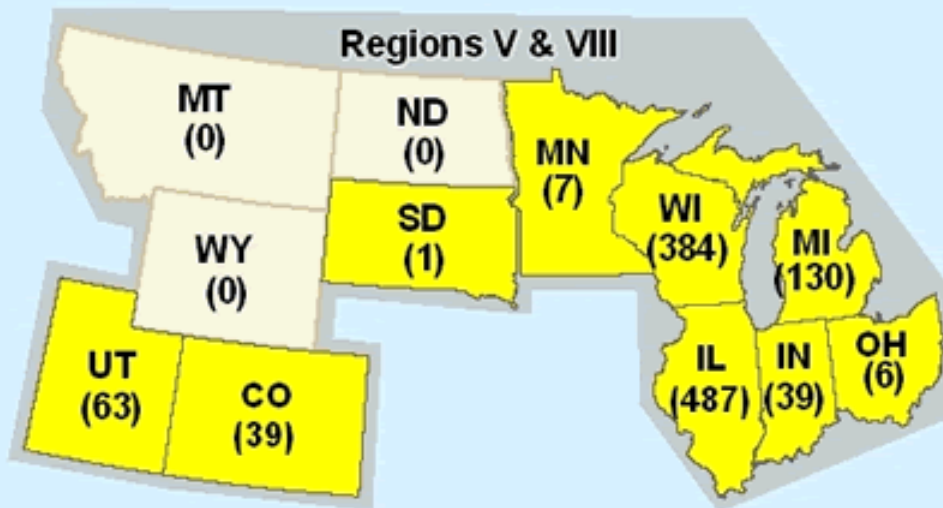 Regions V & VIII
MT
(0)
ND
(0)
MN
(7)
WI
(384)
MI
(130)
SD
(1)
WY
(0)
UT
(63)
CO
(39)
IL
(487)
IN
(39)
OH
(6)